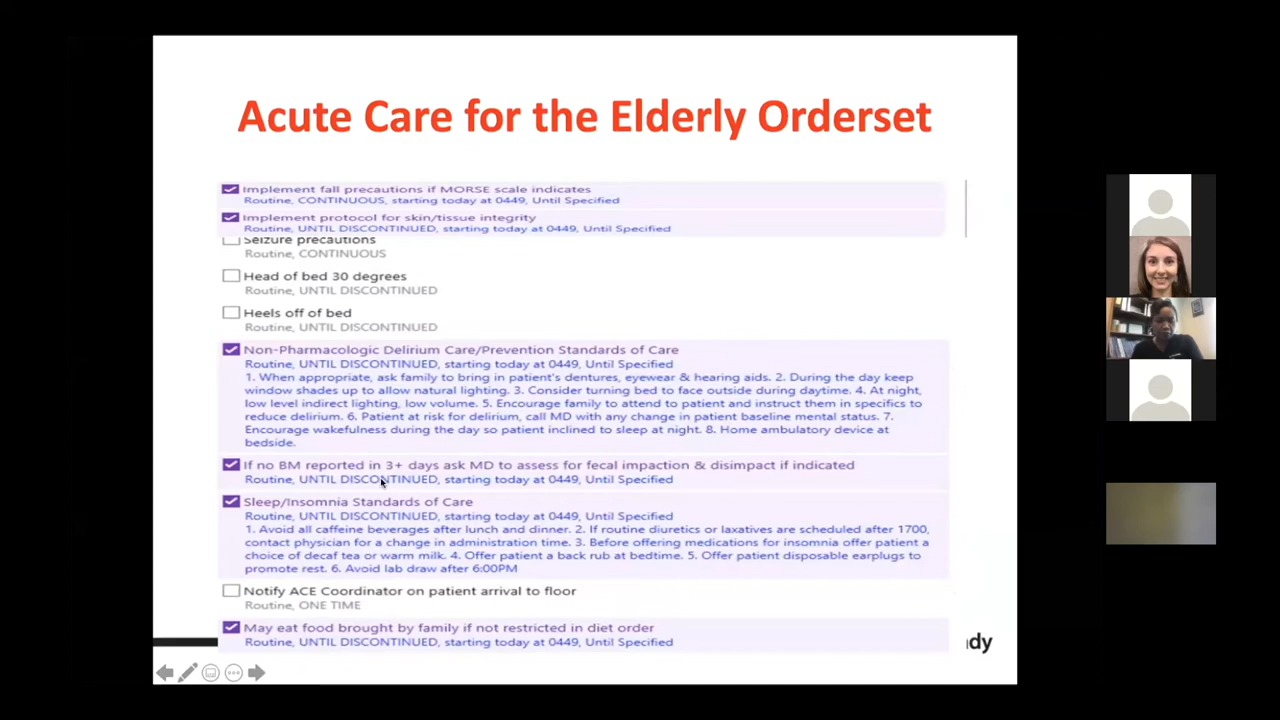 Acute Care for the Elderly Orderset
Implement fall precautions if MORSE scale indicates
Routine, CONTINUOUS, starting today at 0449, Until Specified
Implement protocol for skin/tissue integrity
Routine, UNTIL DISCONTINUED, starting today at 0449, Until Specified
Seizure precautions
Routine, CONTINUOUS
Head of bed 30 degrees
Routine, UNTIL DISCONTINUED
Heels off of bed
Routine, UNTIL DISCONTINUED
Non-Pharmacologic Delirium Care/Prevention Standards of Care
Routine, UNTIL DISCONTINUED, starting today at 0449, Until Specified
1. When appropriate, ask family to bring in patient's dentures, eyewear & hearing aids. 2. During the day keep
window shades up to allow natural lighting. 3. Consider turning bed to face outside during daytime. 4. At night,
low level indirect lighting, low volume. 5. Encourage family to attend to patient and instruct them in specifics to
reduce delirium. 6. Patient at risk for delirium, call MD with any change in patient baseline mental status. 7.
Encourage wakefulness during the day so patient inclined to sleep at night. 8. Home ambulatory device at
bedside.
If no BM reported in 3+ days ask MD to assess for fecal impaction & disimpact if indicated
Routine, UNTIL DISCONTINUED, starting today at 0449, Until Specified
Sleep/Insomnia Standards of Care
Routine, UNTIL DISCONTINUED, starting today at 0449, Until Specified
1. Avoid all caffeine beverages after lunch and dinner. 2. If routine diuretics or laxatives are scheduled after 1700,
contact physician for a change in administration time. 3. Before offering medications for insomnia offer patient a
choice of decaf tea or warm milk. 4. Offer patient a back rub at bedtime. 5. Offer patient disposable earplugs to
promote rest. 6. Avoid lab draw after 6:00PM
Notify ACE Coordinator on patient arrival to floor
Routine, ONE TIME
May eat food brought by family if not restricted in diet order
Routine, UNTIL DISCONTINUED, starting today at 0449, Until Specified